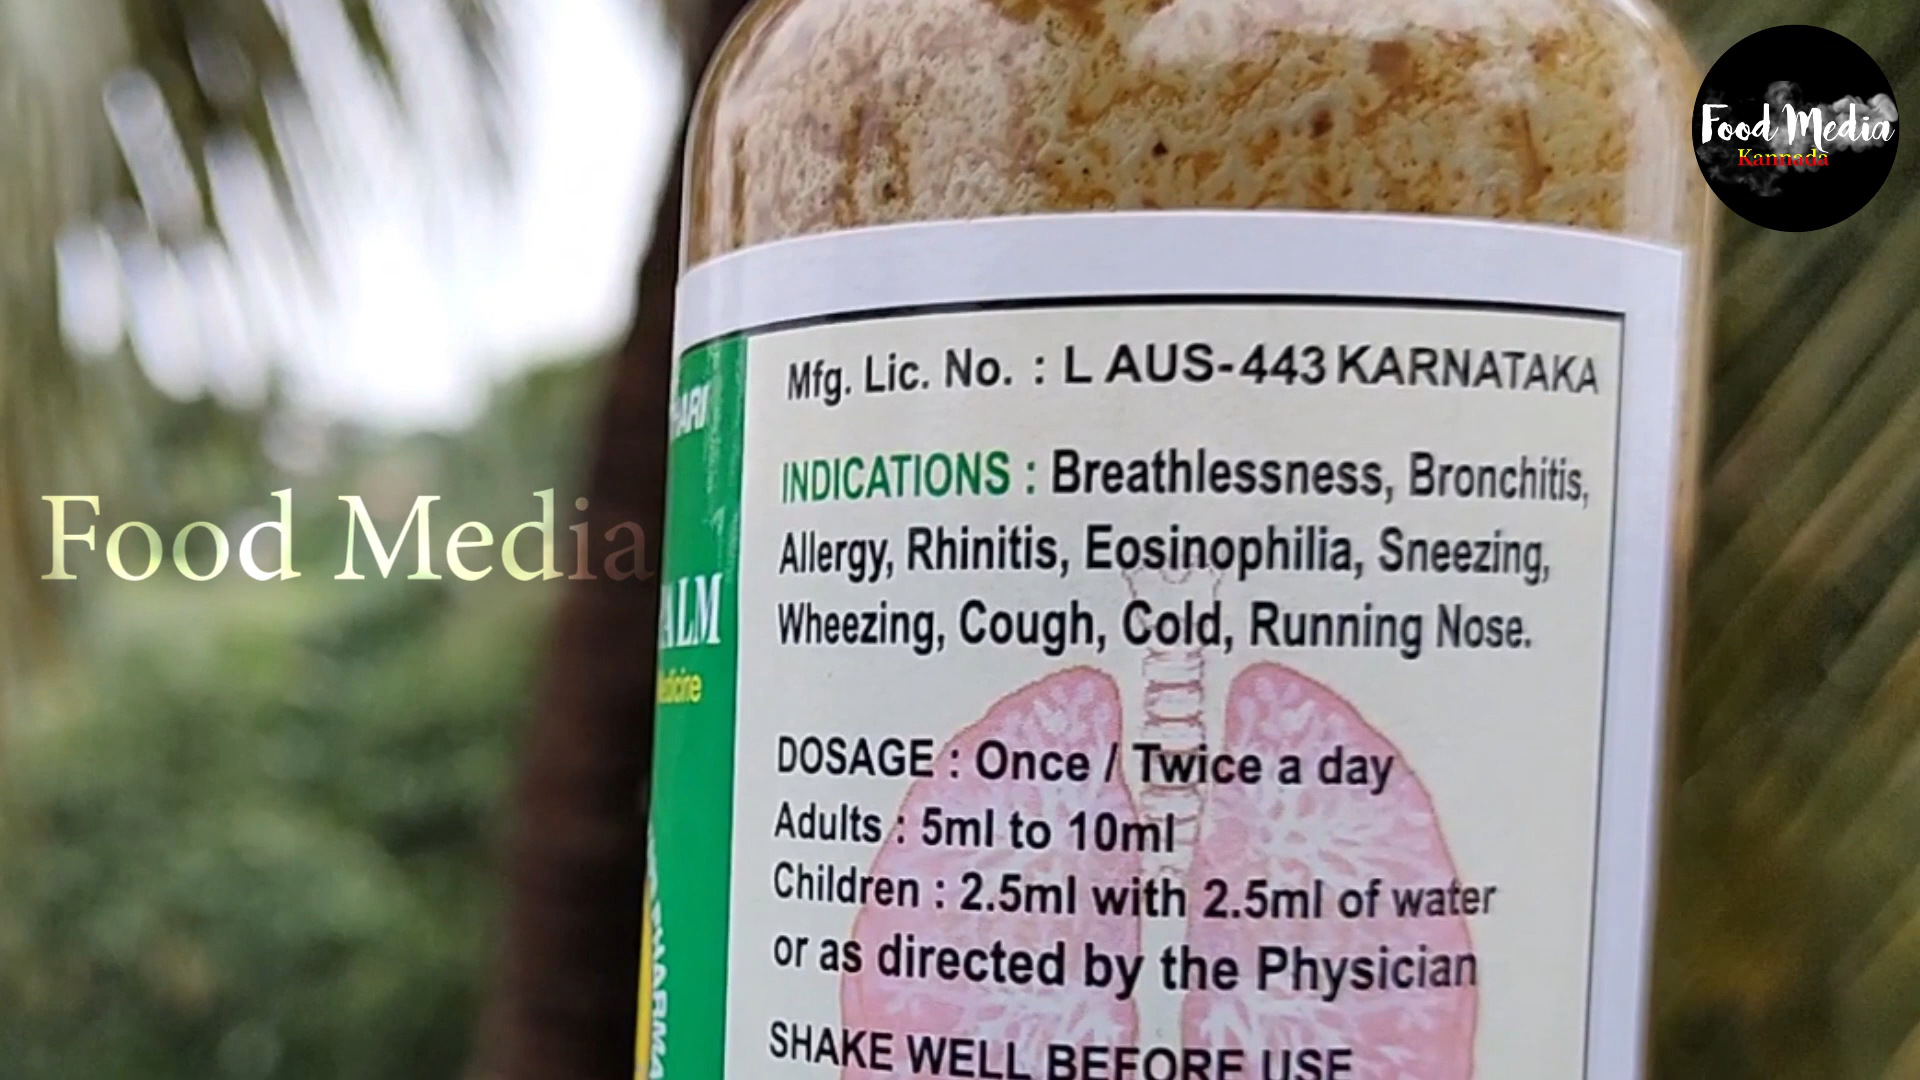 Food Media
Kannada
Food Media
Mfg. Lic. No. : L AUS-443 KARNATAKA
INDICATIONS : Breathlessness, Bronchitis,
Allergy, Rhinitis, Eosinophilia, Sneezing,
Wheezing, Cough, Cold, Running Nose.
DOSAGE : Once / Twice a day
Adults : 5ml to 10ml
Children : 2.5ml with 2.5ml of water
or as directed by the Physician
SHAKE WELL BEFORE USE